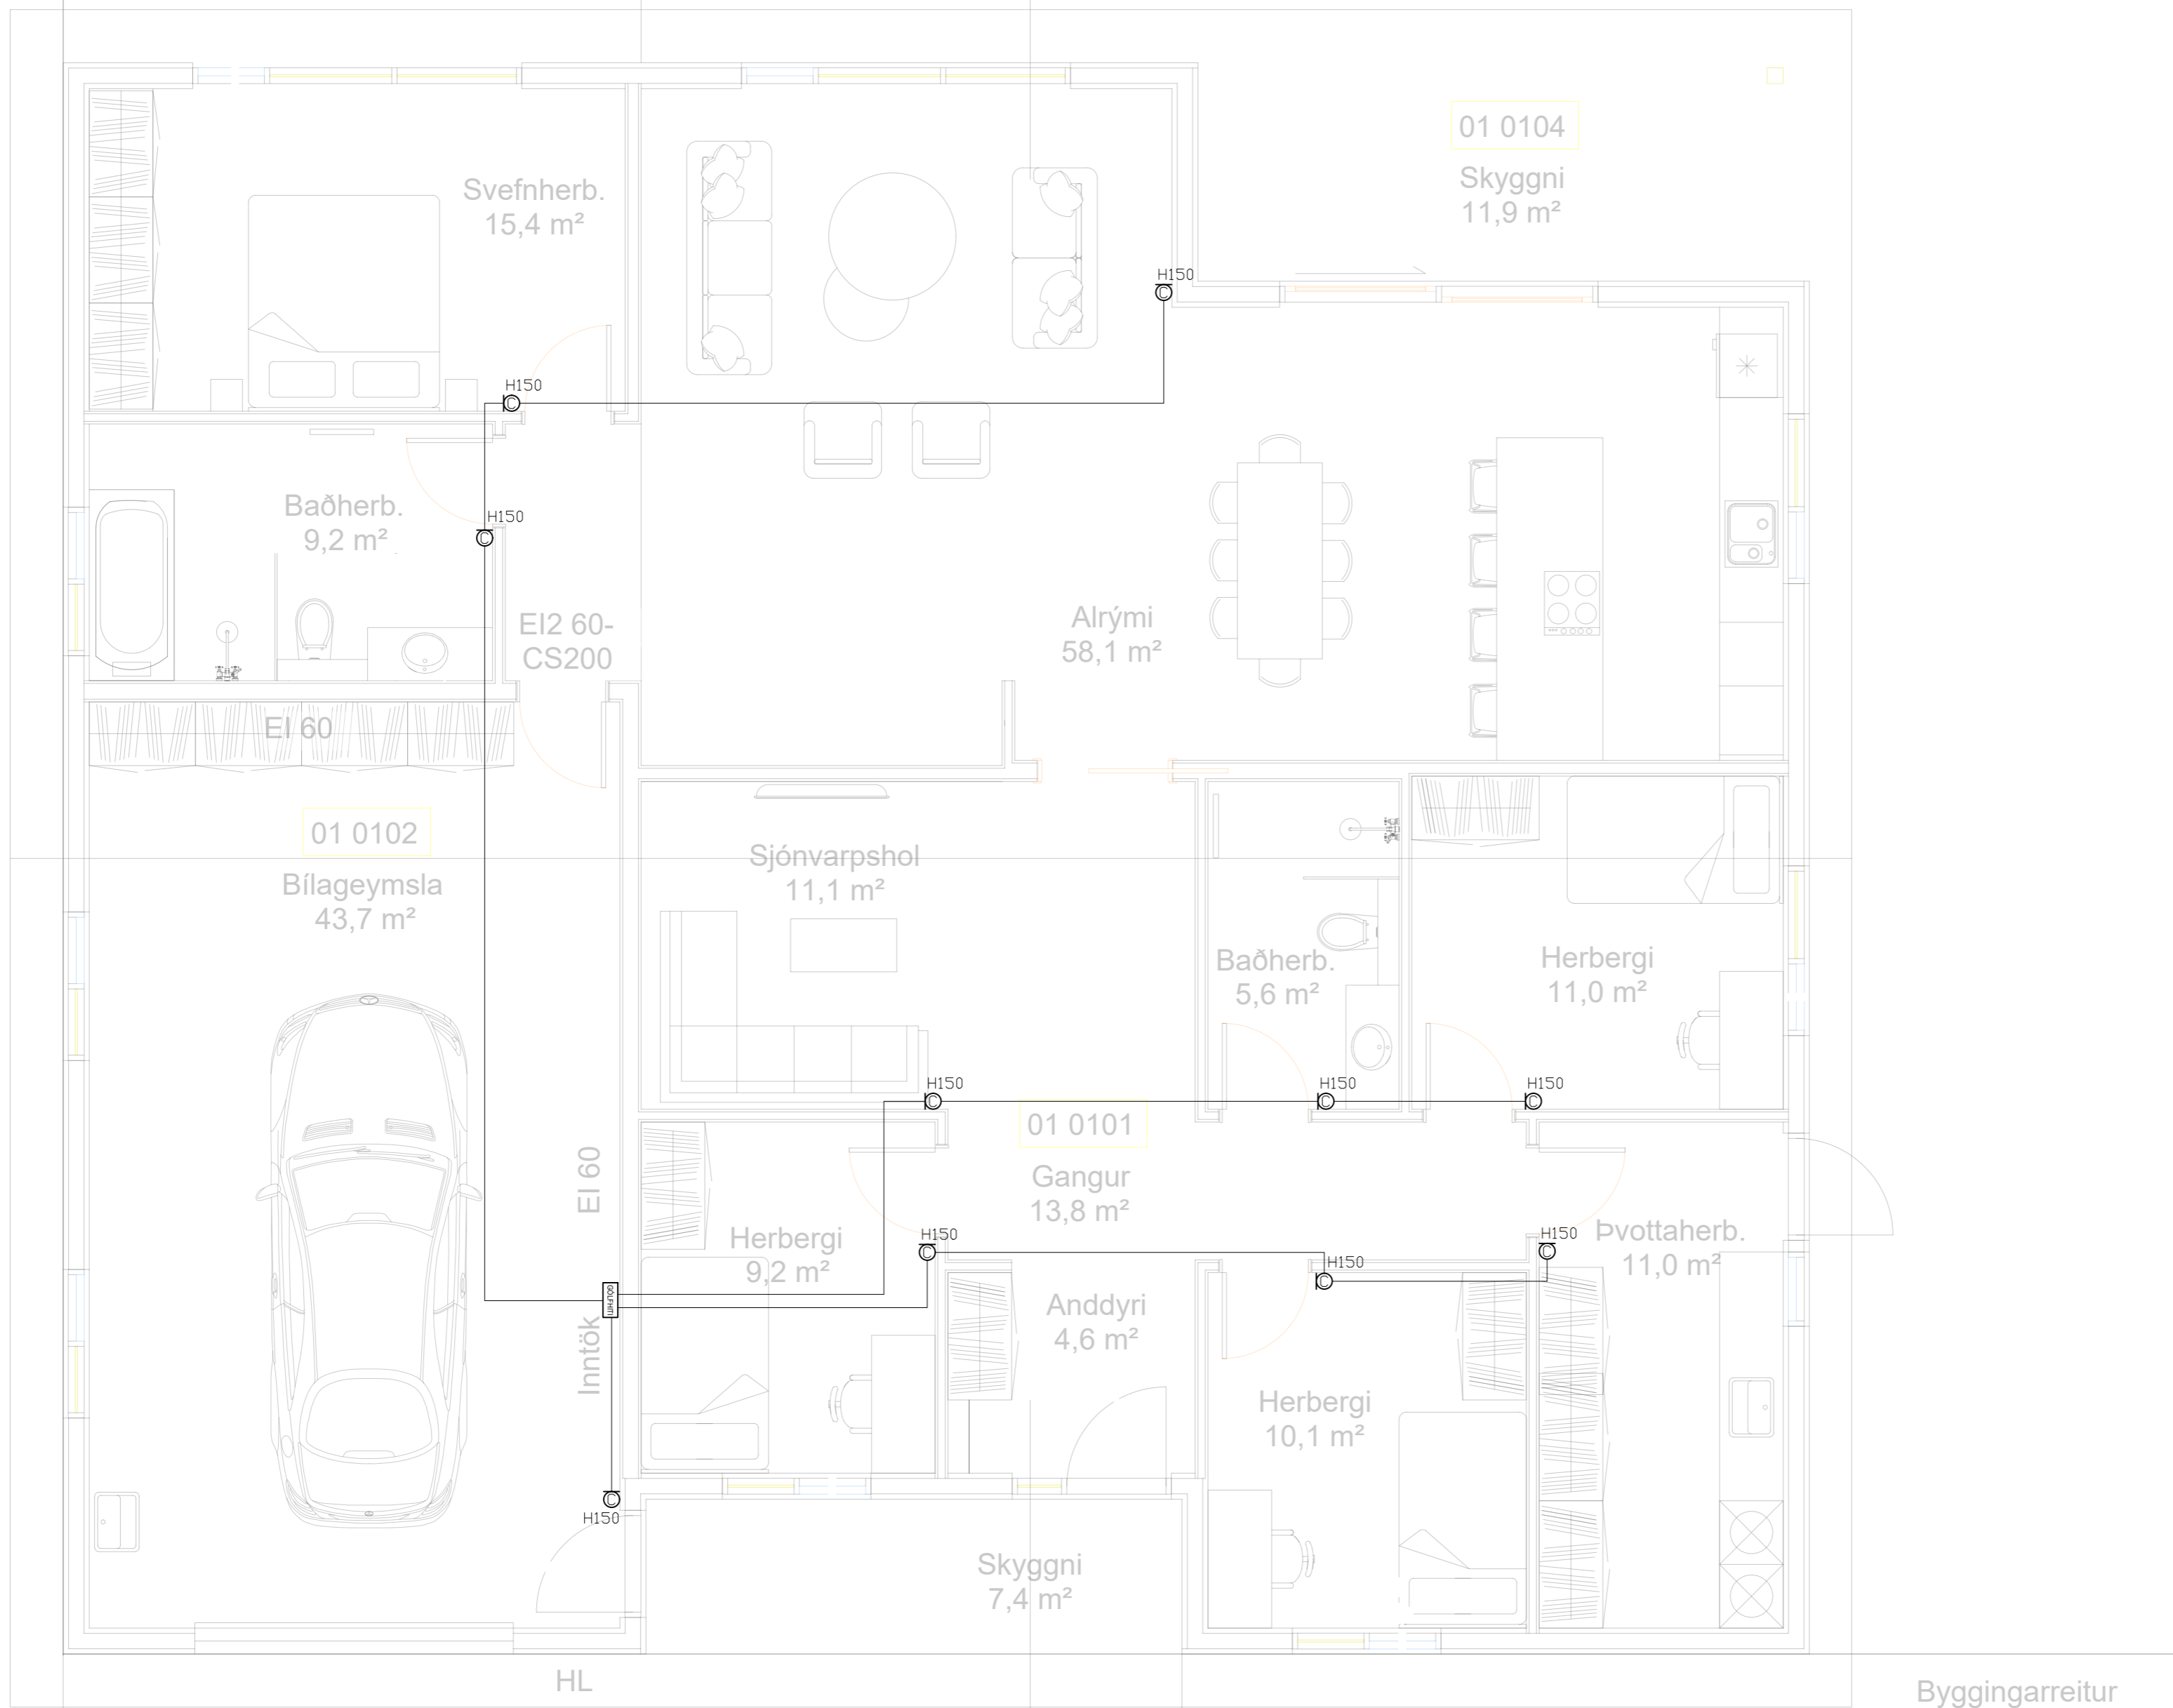 01 0104
Skyggni
11,9 m²
Svefnherb.
15,4 m²
H150
H150
H150
Baðherb.
9,2 m²
EI2 60-
CS200
Alrými
58,1 m²
EI 60
01 0102
Bílageymsla
43,7 m²
Sjónvarpshol
11,1 m²
Baðherb.
5,6 m²
Herbergi
11,0 m²
H150
H150
H150
01 0101
Gangur
13,8 m²
EI 60
Herbergi
9,2 m²
H150
H150
H150
Þvottaherb.
11,0 m²
GÓLFHITI
Inntök
Anddyri
4,6 m²
Herbergi
10,1 m²
H150
Skyggni
7,4 m²
HL
Byggingarreitur